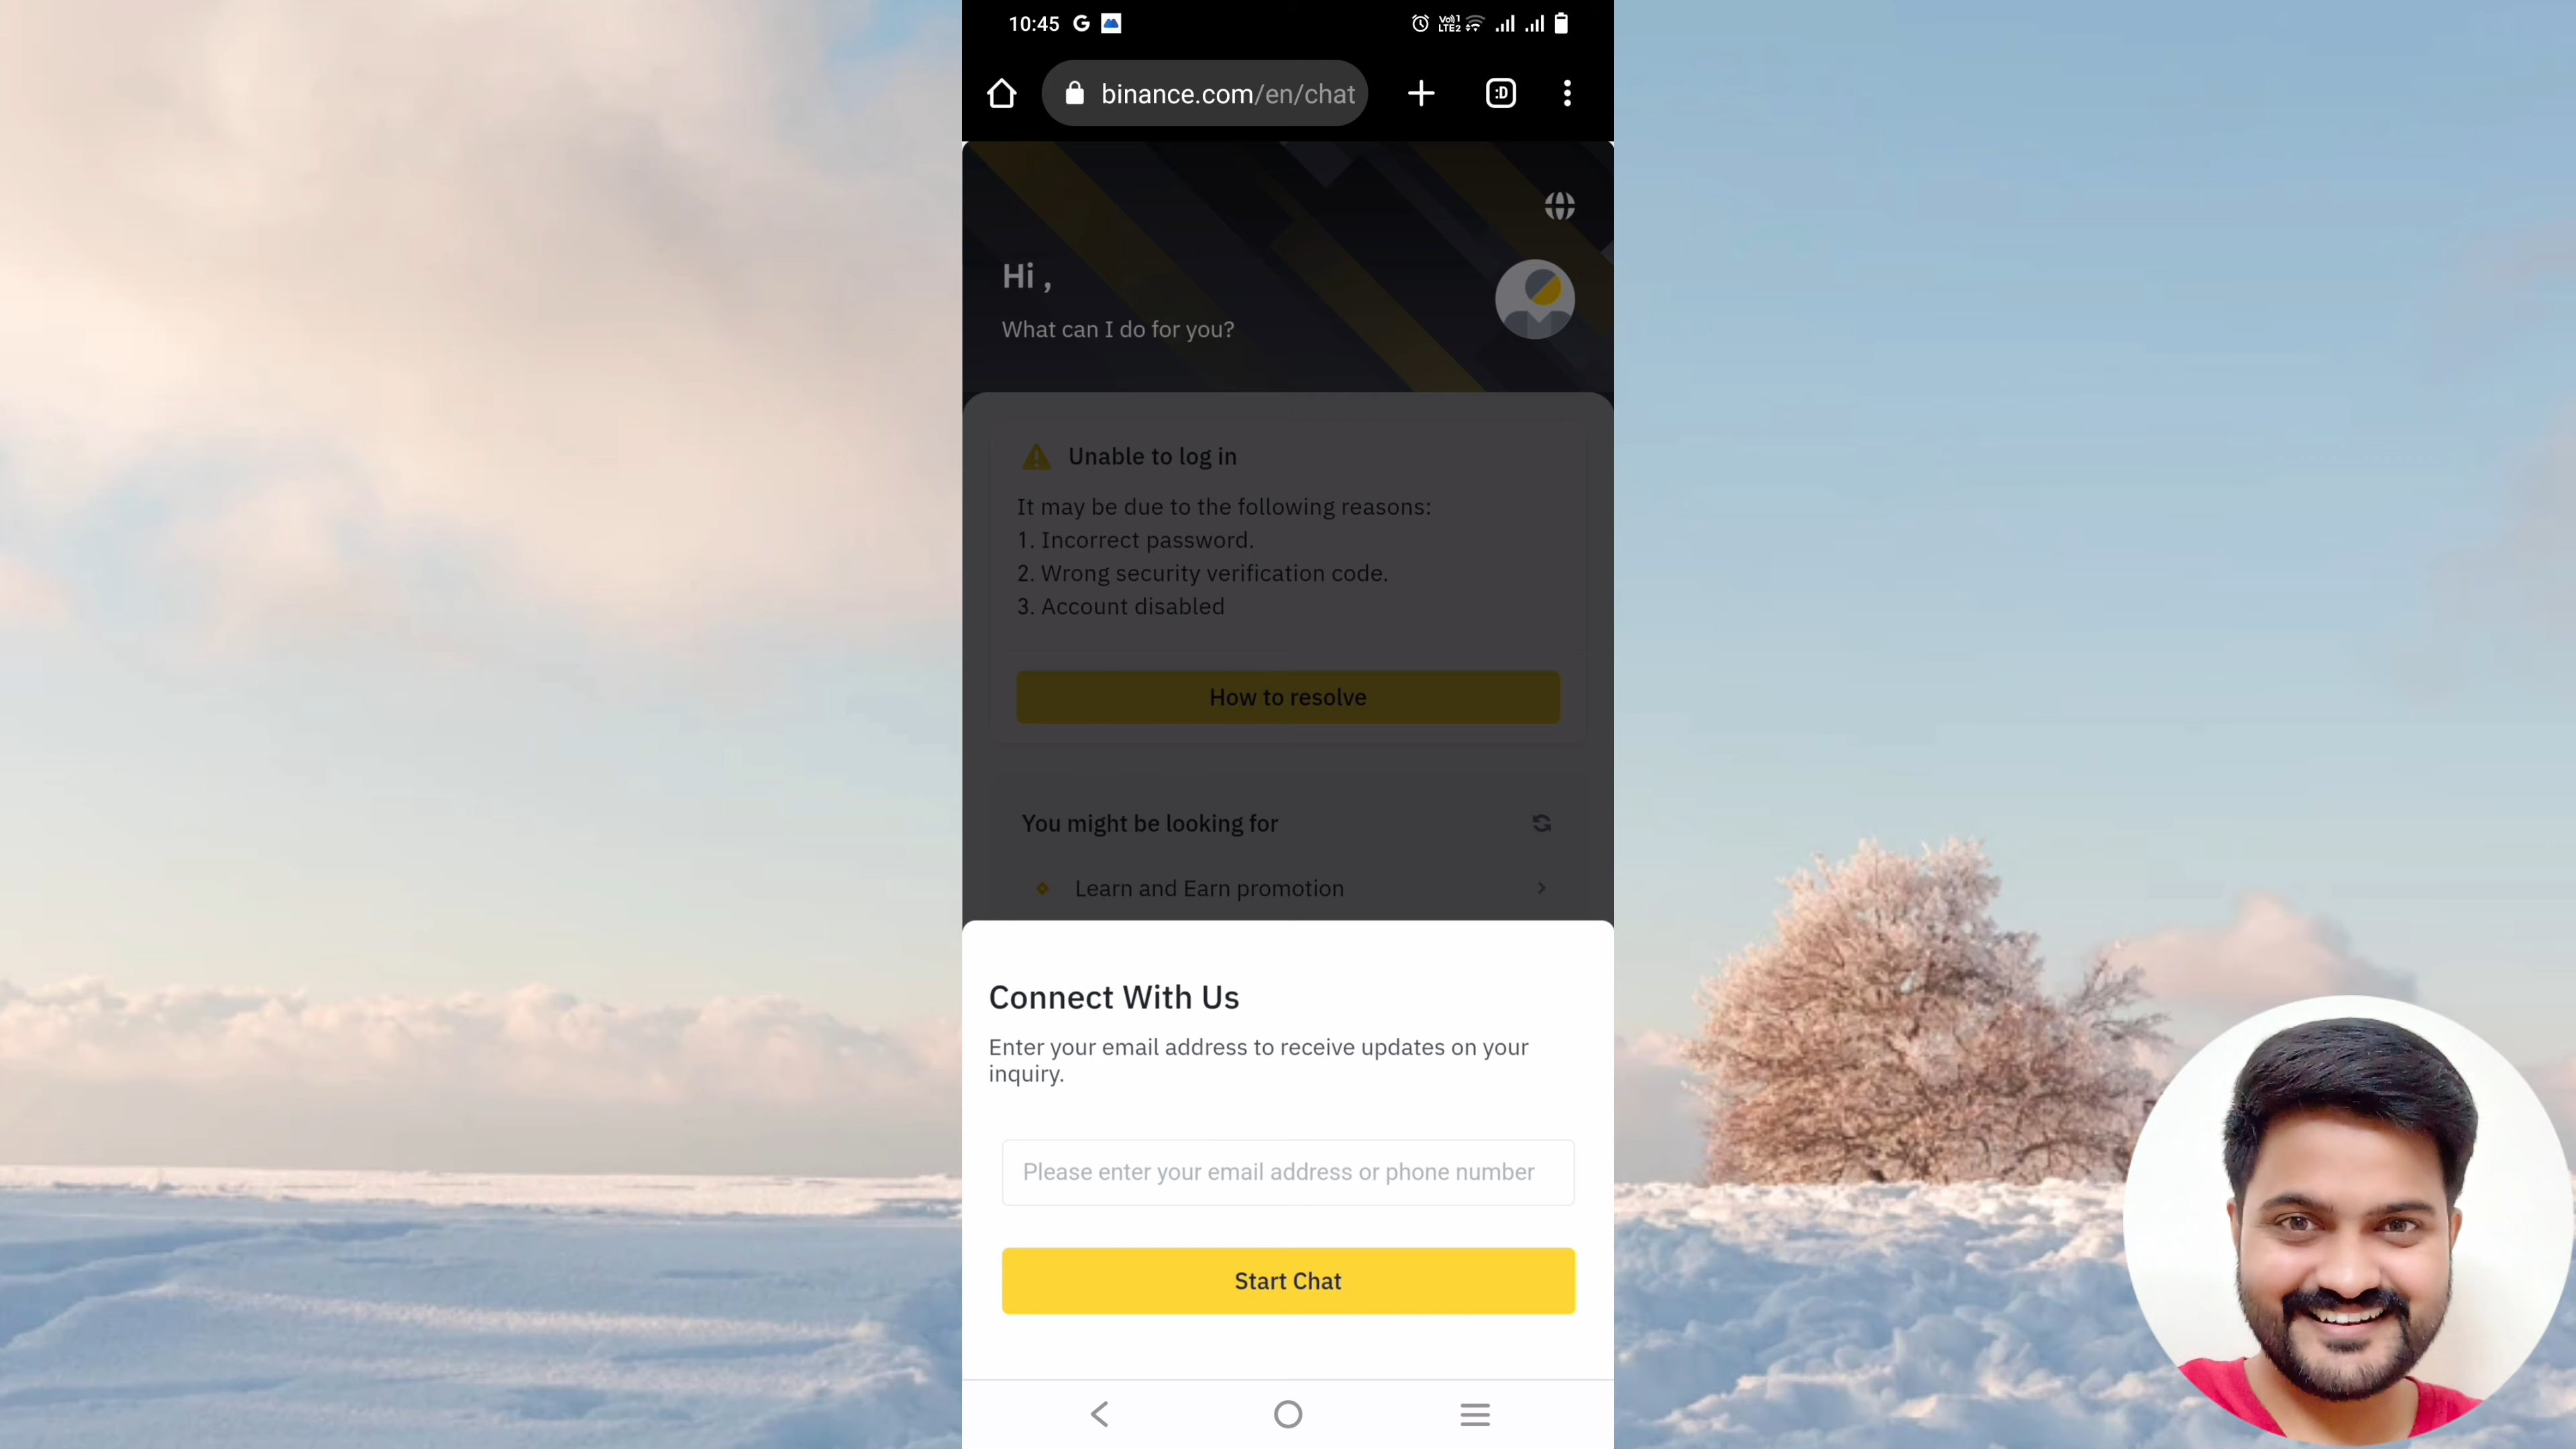 10:45 G Vo)) 1 LTE2
binance.com/en/chat :D
Hi ,
What can I do for you?
Unable to log in
It may be due to the following reasons:
1. Incorrect password.
2. Wrong security verification code.
3. Account disabled
How to resolve
You might be looking for
Learn and Earn promotion
Connect With Us
Enter your email address to receive updates on your
inquiry.
Please enter your email address or phone number
Start Chat